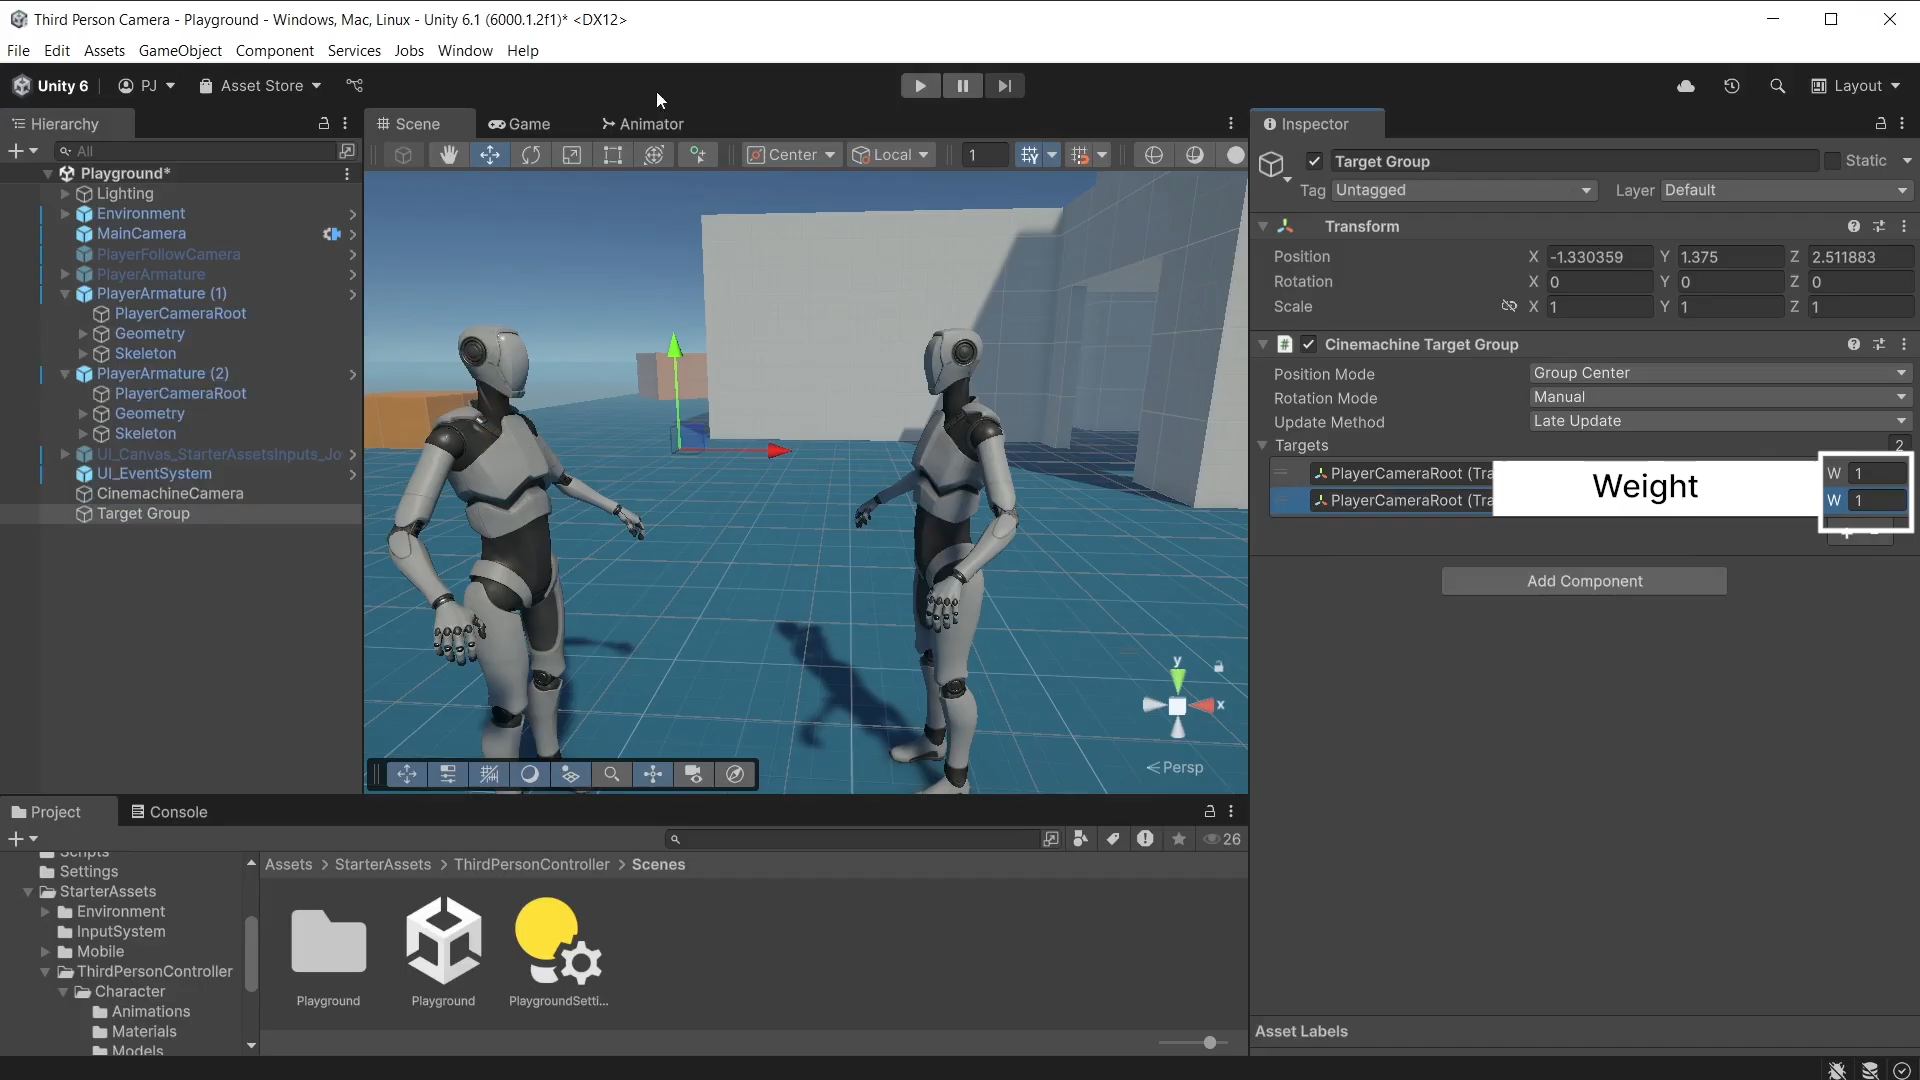 Third Person Camera - Playground - Windows, Mac, Linux - Unity 6.1 (6000.1.2f1)* <DX12>
File Edit Assets GameObject Component Services Jobs Window Help
Unity 6 PJ Asset Store Layout
Hierarchy
All
Playground*
Lighting
Environment
MainCamera
PlayerFollowCamera
PlayerArmature
PlayerArmature (1)
PlayerCameraRoot
Geometry
Skeleton
PlayerArmature (2)
PlayerCameraRoot
Geometry
Skeleton
UI_Canvas_StarterAssetsInputs_Jo
UI_EventSystem
CinemachineCamera
Target Group
Scene Game Animator
Center Local 1
y
x
Persp
Inspector
Target Group Static
Tag Untagged Layer Default
Transform
Position X -1.330359 Y 1.375 Z 2.511883
Rotation X 0 Y 0 Z 0
Scale X 1 Y 1 Z 1
Cinemachine Target Group
Position Mode Group Center
Rotation Mode Manual
Update Method Late Update
Targets 2
PlayerCameraRoot (Tra W 1
Weight
PlayerCameraRoot (Tra W 1
Add Component
Asset Labels
Project Console
26
Scripts
Settings
StarterAssets
Environment
InputSystem
Mobile
ThirdPersonController
Character
Animations
Materials
Models
Assets > StarterAssets > ThirdPersonController > Scenes
Playground Playground PlaygroundSetti...